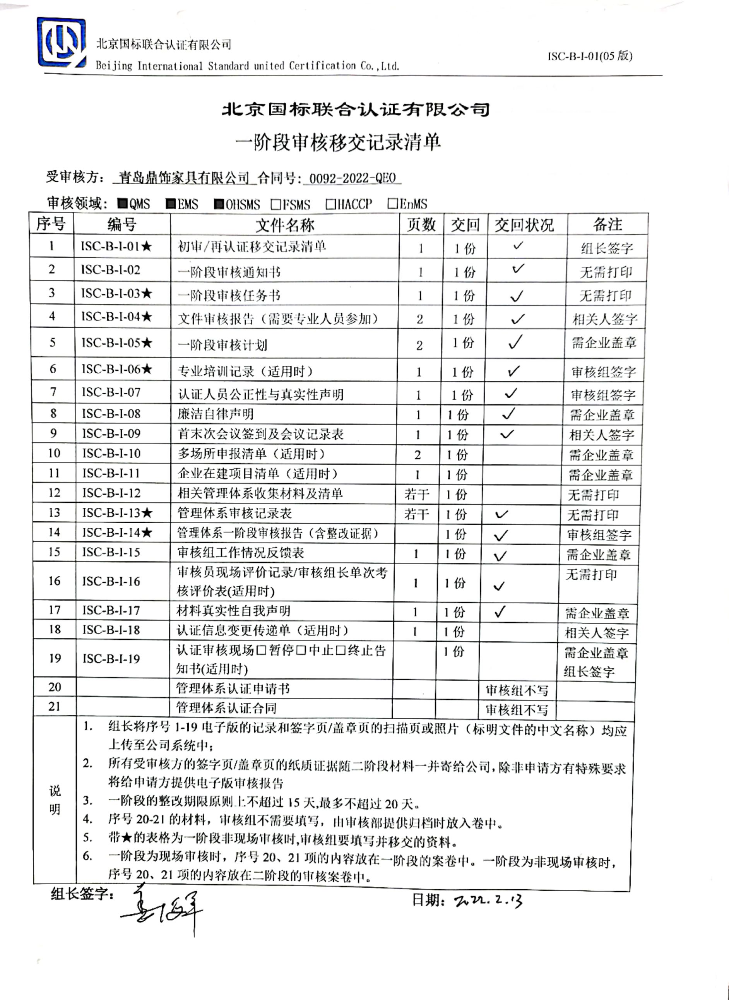 北京国标联合认证有限公司
Beijing International Standard united Certification Co.,Ltd.
ISC-B-I-01(05 版)
北京国标联合认证有限公司
一阶段审核移交记录清单
受审核方： 青岛鼎饰家具有限公司 合同号： 0092-2022-QEO
审核领域：■QMS ■EMS ■OHSMS □FSMS □HACCP □EnMS
序号 编号 文件名称 页数 交回 交回状况 备注
1 ISC-B-I-01★ 初审/再认证移交记录清单 1 1 份 ✓ 组长签字
2 ISC-B-I-02 一阶段审核通知书 1 1 份 ✓ 无需打印
3 ISC-B-I-03★ 一阶段审核任务书 1 1 份 ✓ 无需打印
4 ISC-B-I-04★ 文件审核报告（需要专业人员参加） 2 1 份 ✓ 相关人签字
5 ISC-B-I-05★ 一阶段审核计划 2 1 份 ✓ 需企业盖章
6 ISC-B-I-06★ 专业培训记录（适用时） 1 1 份 ✓ 审核组签字
7 ISC-B-I-07 认证人员公正性与真实性声明 1 1 份 ✓ 审核组签字
8 ISC-B-I-08 廉洁自律声明 1 1 份 ✓ 需企业盖章
9 ISC-B-I-09 首末次会议签到及会议记录表 1 1 份 ✓ 相关人签字
10 ISC-B-I-10 多场所申报清单（适用时） 2 1 份 需企业盖章
11 ISC-B-I-11 企业在建项目清单（适用时） 1 1 份 需企业盖章
12 ISC-B-I-12 相关管理体系收集材料及清单 若干 1 份 无需打印
13 ISC-B-I-13★ 管理体系审核记录表 若干 1 份 ✓ 无需打印
14 ISC-B-I-14★ 管理体系一阶段审核报告（含整改证据） 1 份 ✓ 审核组签字
15 ISC-B-I-15 审核组工作情况反馈表 1 1 份 ✓ 需企业盖章
16 ISC-B-I-16 审核员现场评价记录/审核组长单次考 1 1 份 ✓ 无需打印
核评价表(适用时)
17 ISC-B-I-17 材料真实性自我声明 1 1 份 ✓ 需企业盖章
18 ISC-B-I-18 认证信息变更传递单（适用时） 1 1 份 相关人签字
19 ISC-B-I-19 认证审核现场□暂停□中止□终止告 1 份 需企业盖章
知书(适用时) 组长签字
20 管理体系认证申请书 审核组不写
21 管理体系认证合同 审核组不写
说
明
1. 组长将序号 1-19 电子版的记录和签字页/盖章页的扫描页或照片（标明文件的中文名称）均应
上传至公司系统中；
2. 所有受审核方的签字页/盖章页的纸质证据随二阶段材料一并寄给公司，除非申请方有特殊要求
将给申请方提供电子版审核报告
3. 一阶段的整改期限原则上不超过 15 天,最多不超过 20 天。
4. 序号 20-21 的材料，审核组不需要填写，由审核部提供归档时放入卷中。
5. 带★的表格为一阶段非现场审核时,审核组要填写并移交的资料。
6. 一阶段为现场审核时，序号 20、21 项的内容放在一阶段的案卷中。一阶段为非现场审核时，
序号 20、21 项的内容放在二阶段的审核案卷中。
组长签字：
日期：2022.2.13